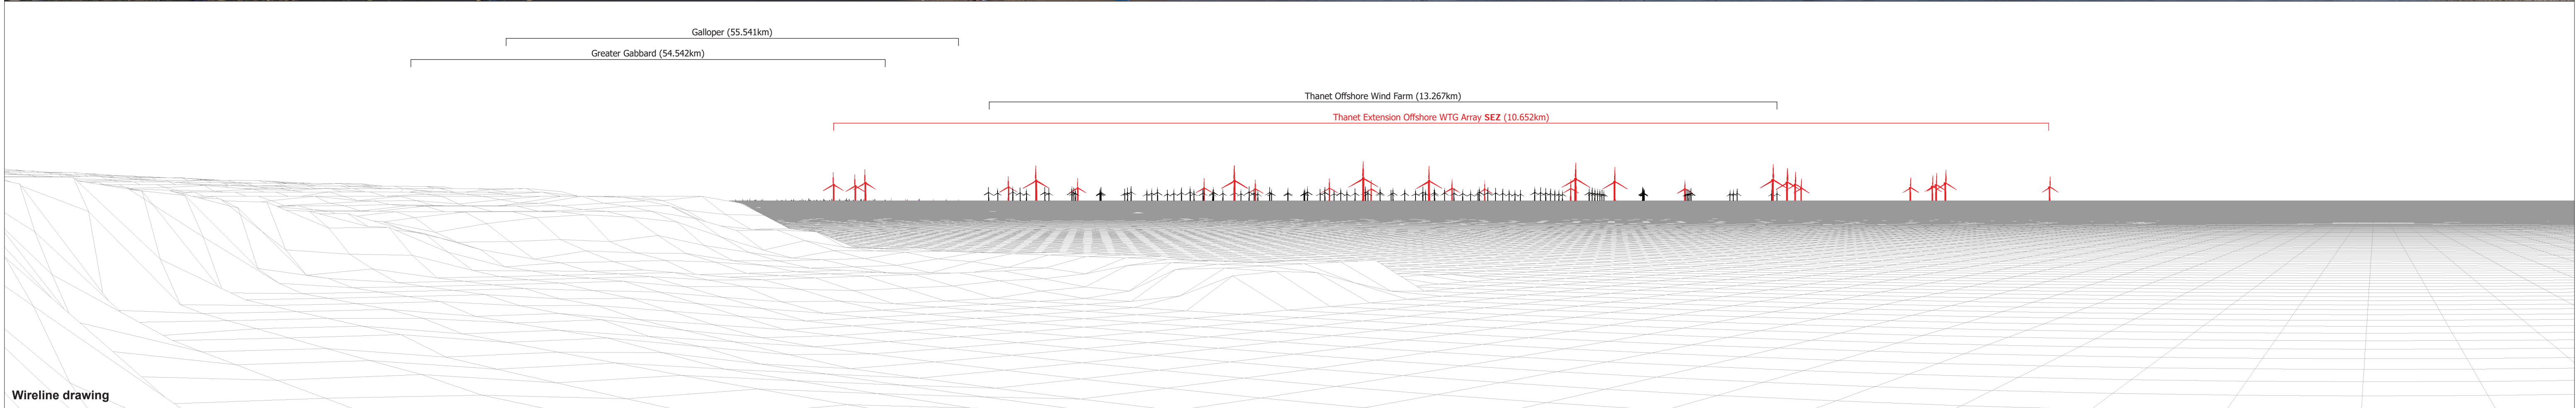 Galloper (55.541km)
Greater Gabbard (54.542km)
Thanet Offshore Wind Farm (13.267km)
Thanet Extension Offshore WTG Array SEZ (10.652km)
Wireline drawing